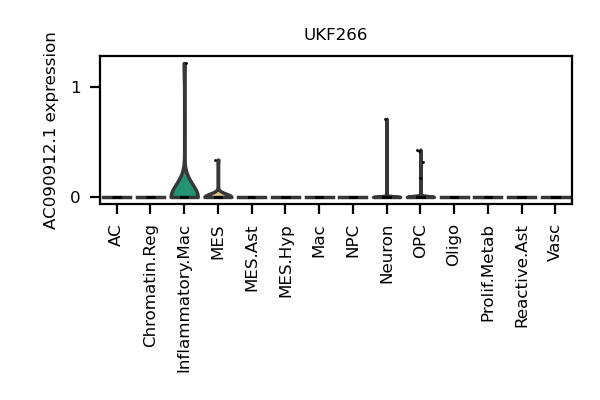 UKF266
AC090912.1 expression
1
0
AC
Chromatin.Reg
Inflammatory.Mac
MES
MES.Ast
MES.Hyp
Mac
NPC
Neuron
OPC
Oligo
Prolif.Metab
Reactive.Ast
Vasc